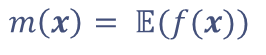 m(𝒙) = 𝔼(f(𝒙))